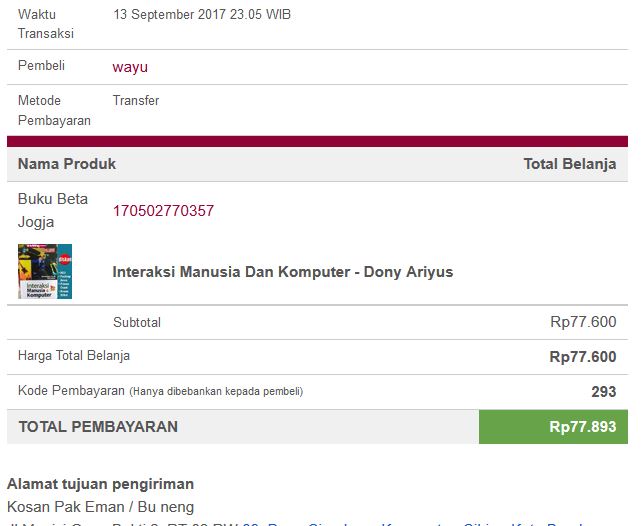 Waktu Transaksi 13 September 2017 23.05 WIB
Pembeli wayu
Metode Pembayaran Transfer
Nama Produk Total Belanja
Buku Beta Jogja 170502770357
Interaksi Manusia & Komputer
Interaksi Manusia Dan Komputer - Dony Ariyus
Subtotal Rp77.600
Harga Total Belanja Rp77.600
Kode Pembayaran (Hanya dibebankan kepada pembeli) 293
TOTAL PEMBAYARAN Rp77.893
Alamat tujuan pengiriman
Kosan Pak Eman / Bu neng